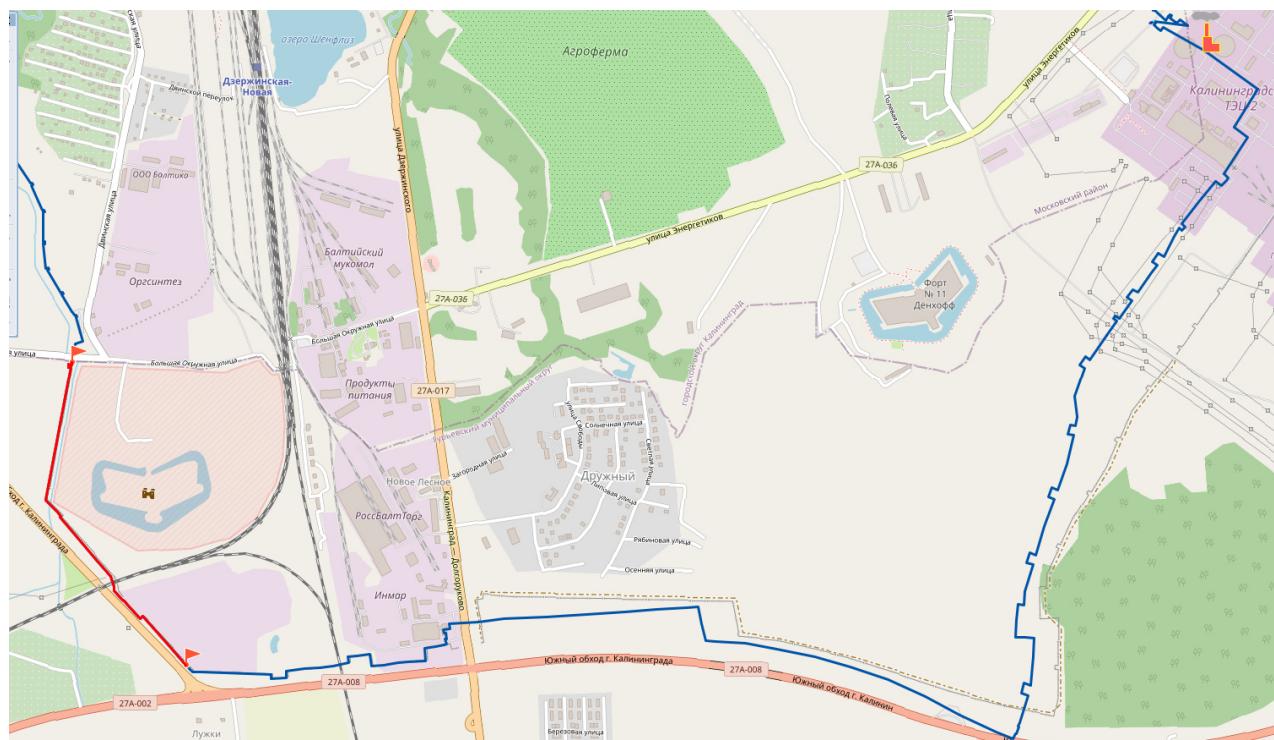 озеро Шенфлиз
Агроферма
улица Энергетиков
Дзержинская-
Новая
Двинской переулок
Калининградс
ТЭЦ-2
Полевая улица
улица Дзержинского
27А-036
ООО Балтика
Московский район
Двинская улица
улица Энергетиков
Балтийский
мукомол
Оргсинтез
Форт
№ 11
Денхофф
27А-036
Большая Окружная улица
городской округ Калининград
я улица
Большая Окружная улица
Продукты
питания
27А-017
Гурьевский муниципальный округ
улица Свободы
Солнечная улица
Светлая улица
Загородная улица
Дружный
Новое Лесное
Липовая улица
РоссБалтТорг
Калининград — Долгоруково
ход г. Калининграда
Рябиновая улица
Осенняя улица
Инмар
Южный обход г. Калининграда
27А-008
27А-008
Южный обход г. Калинин
27А-002
Лужки
Березовая улица